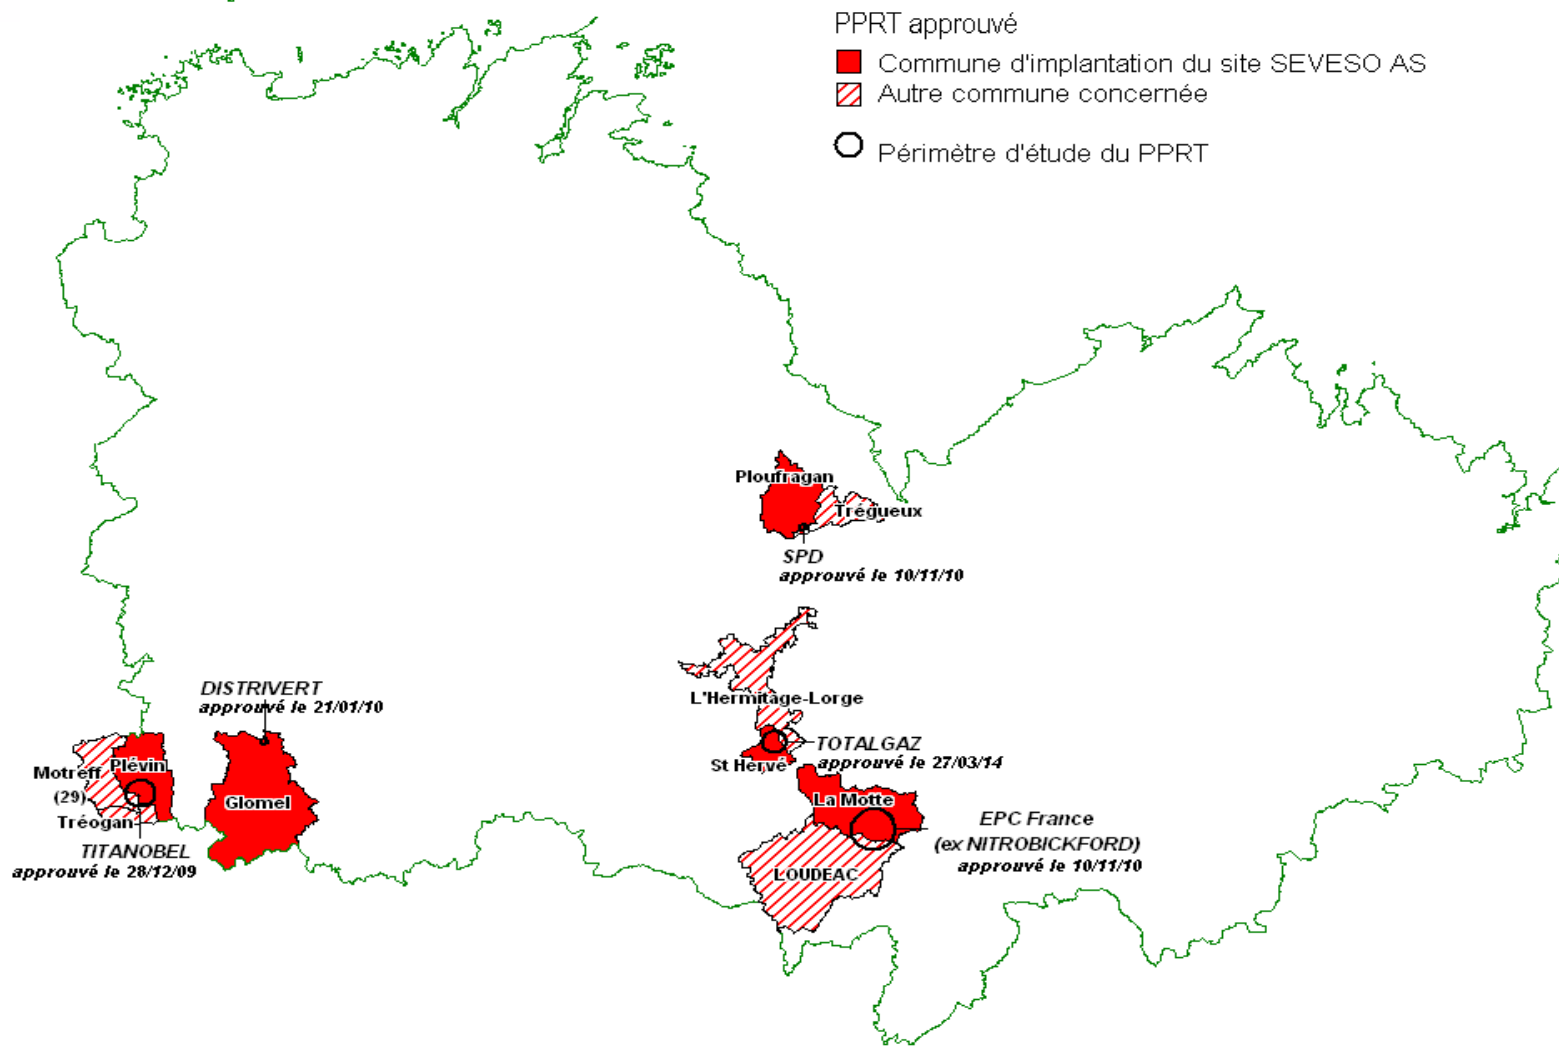 PPRT approuvé
Commune d'implantation du site SEVESO AS
Autre commune concernée
Périmètre d'étude du PPRT
Ploufragan
Trégueux
SPD
approuvé le 10/11/10
L'Hermitage-Lorge
DISTRIVERT
approuvé le 21/01/10
TOTALGAZ
approuvé le 27/03/14
St Hervé
Motreff
(29)
Plévin
Glomel
Tréogan
TITANOBEL
approuvé le 28/12/09
La Motte
EPC France
(ex NITROBICKFORD)
approuvé le 10/11/10
LOUDEAC